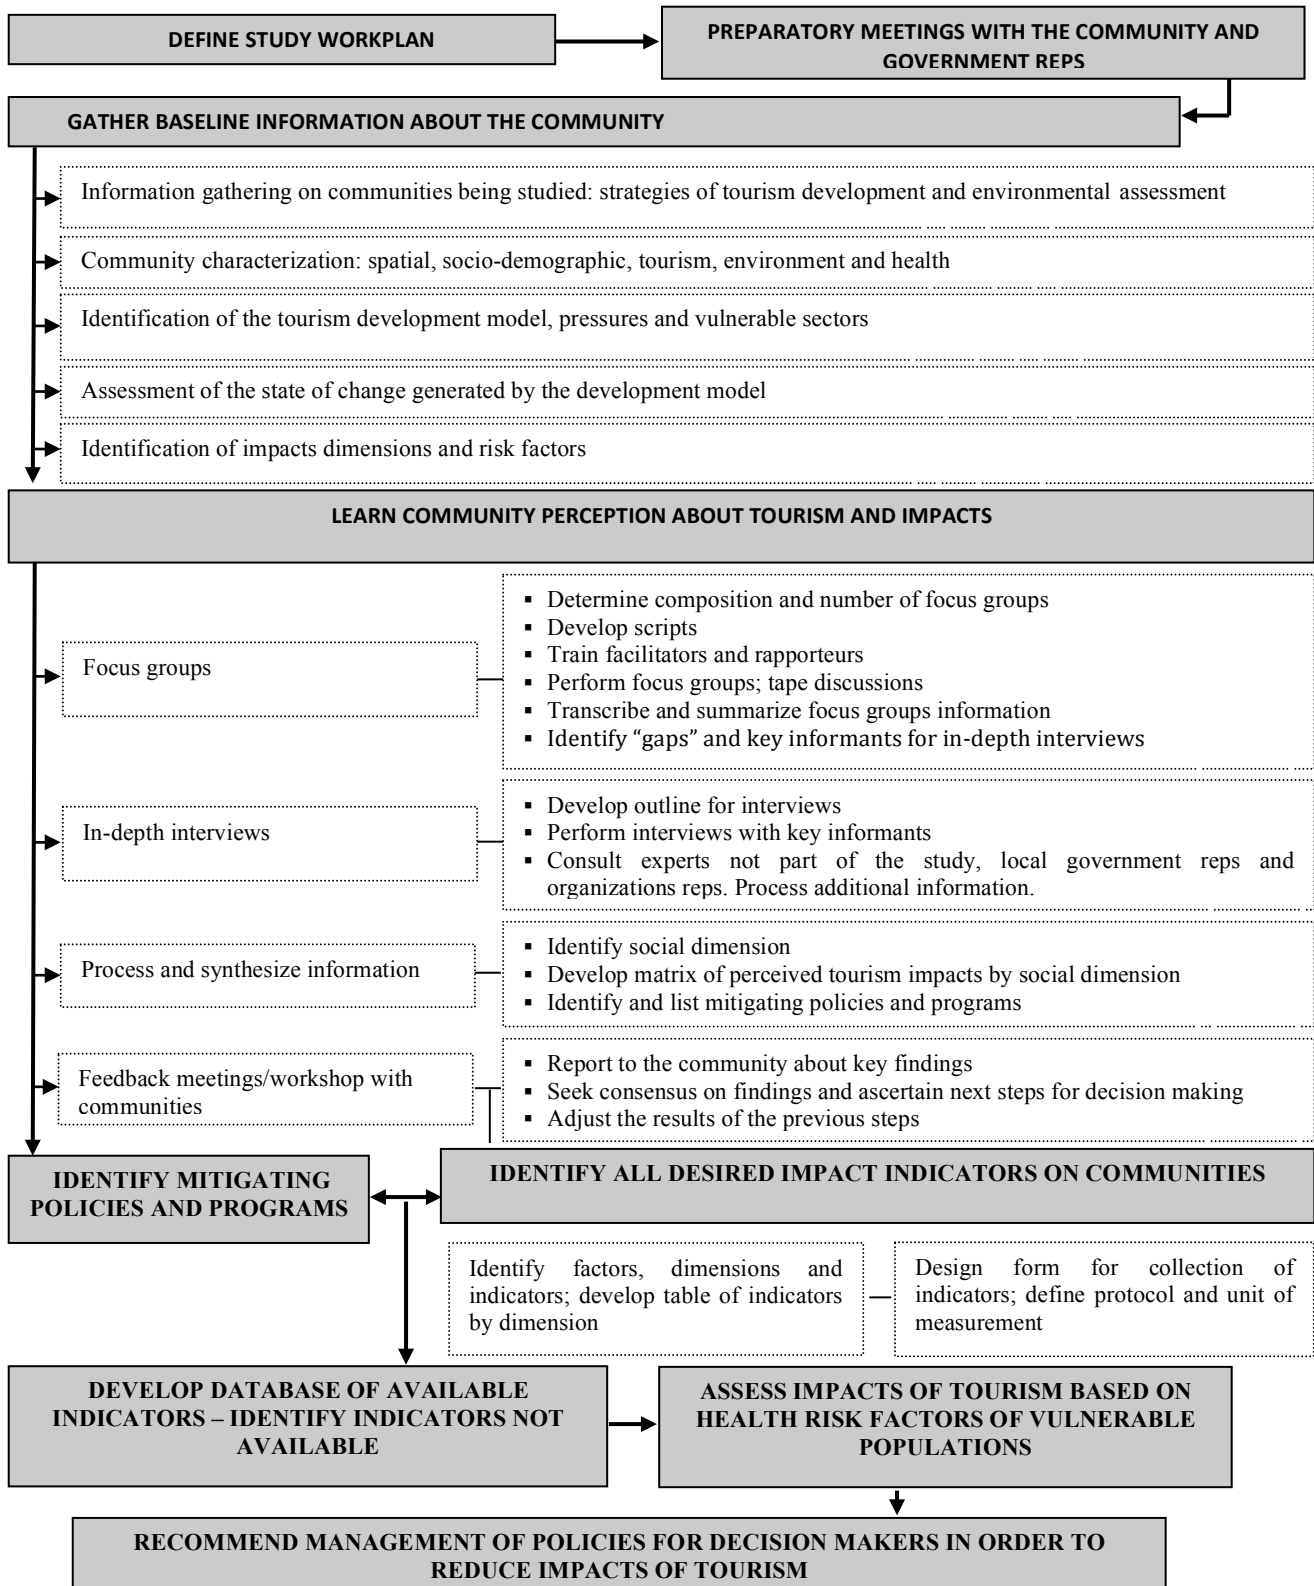 DEFINE STUDY WORKPLAN
PREPARATORY MEETINGS WITH THE COMMUNITY AND
GOVERNMENT REPS
GATHER BASELINE INFORMATION ABOUT THE COMMUNITY
Information gathering on communities being studied: strategies of tourism development and environmental assessment
Community characterization: spatial, socio-demographic, tourism, environment and health
Identification of the tourism development model, pressures and vulnerable sectors
Assessment of the state of change generated by the development model
Identification of impacts dimensions and risk factors
LEARN COMMUNITY PERCEPTION ABOUT TOURISM AND IMPACTS
Focus groups
▪ Determine composition and number of focus groups
▪ Develop scripts
▪ Train facilitators and rapporteurs
▪ Perform focus groups; tape discussions
▪ Transcribe and summarize focus groups information
▪ Identify “gaps” and key informants for in-depth interviews
In-depth interviews
▪ Develop outline for interviews
▪ Perform interviews with key informants
▪ Consult experts not part of the study, local government reps and
organizations reps. Process additional information.
Process and synthesize information
▪ Identify social dimension
▪ Develop matrix of perceived tourism impacts by social dimension
▪ Identify and list mitigating policies and programs
Feedback meetings/workshop with
communities
▪ Report to the community about key findings
▪ Seek consensus on findings and ascertain next steps for decision making
▪ Adjust the results of the previous steps
IDENTIFY MITIGATING
POLICIES AND PROGRAMS
IDENTIFY ALL DESIRED IMPACT INDICATORS ON COMMUNITIES
Identify factors, dimensions and
indicators; develop table of indicators
by dimension
Design form for collection of
indicators; define protocol and unit of
measurement
DEVELOP DATABASE OF AVAILABLE
INDICATORS – IDENTIFY INDICATORS NOT
AVAILABLE
ASSESS IMPACTS OF TOURISM BASED ON
HEALTH RISK FACTORS OF VULNERABLE
POPULATIONS
RECOMMEND MANAGEMENT OF POLICIES FOR DECISION MAKERS IN ORDER TO
REDUCE IMPACTS OF TOURISM